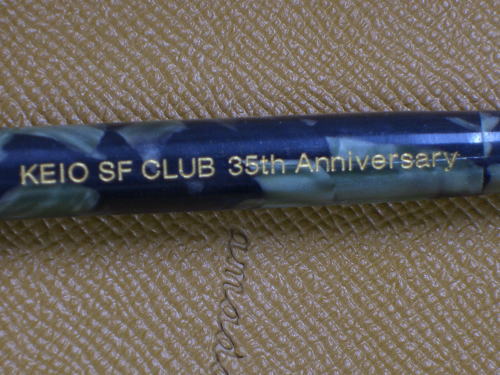 KEIO SF CLUB 35th Anniversary